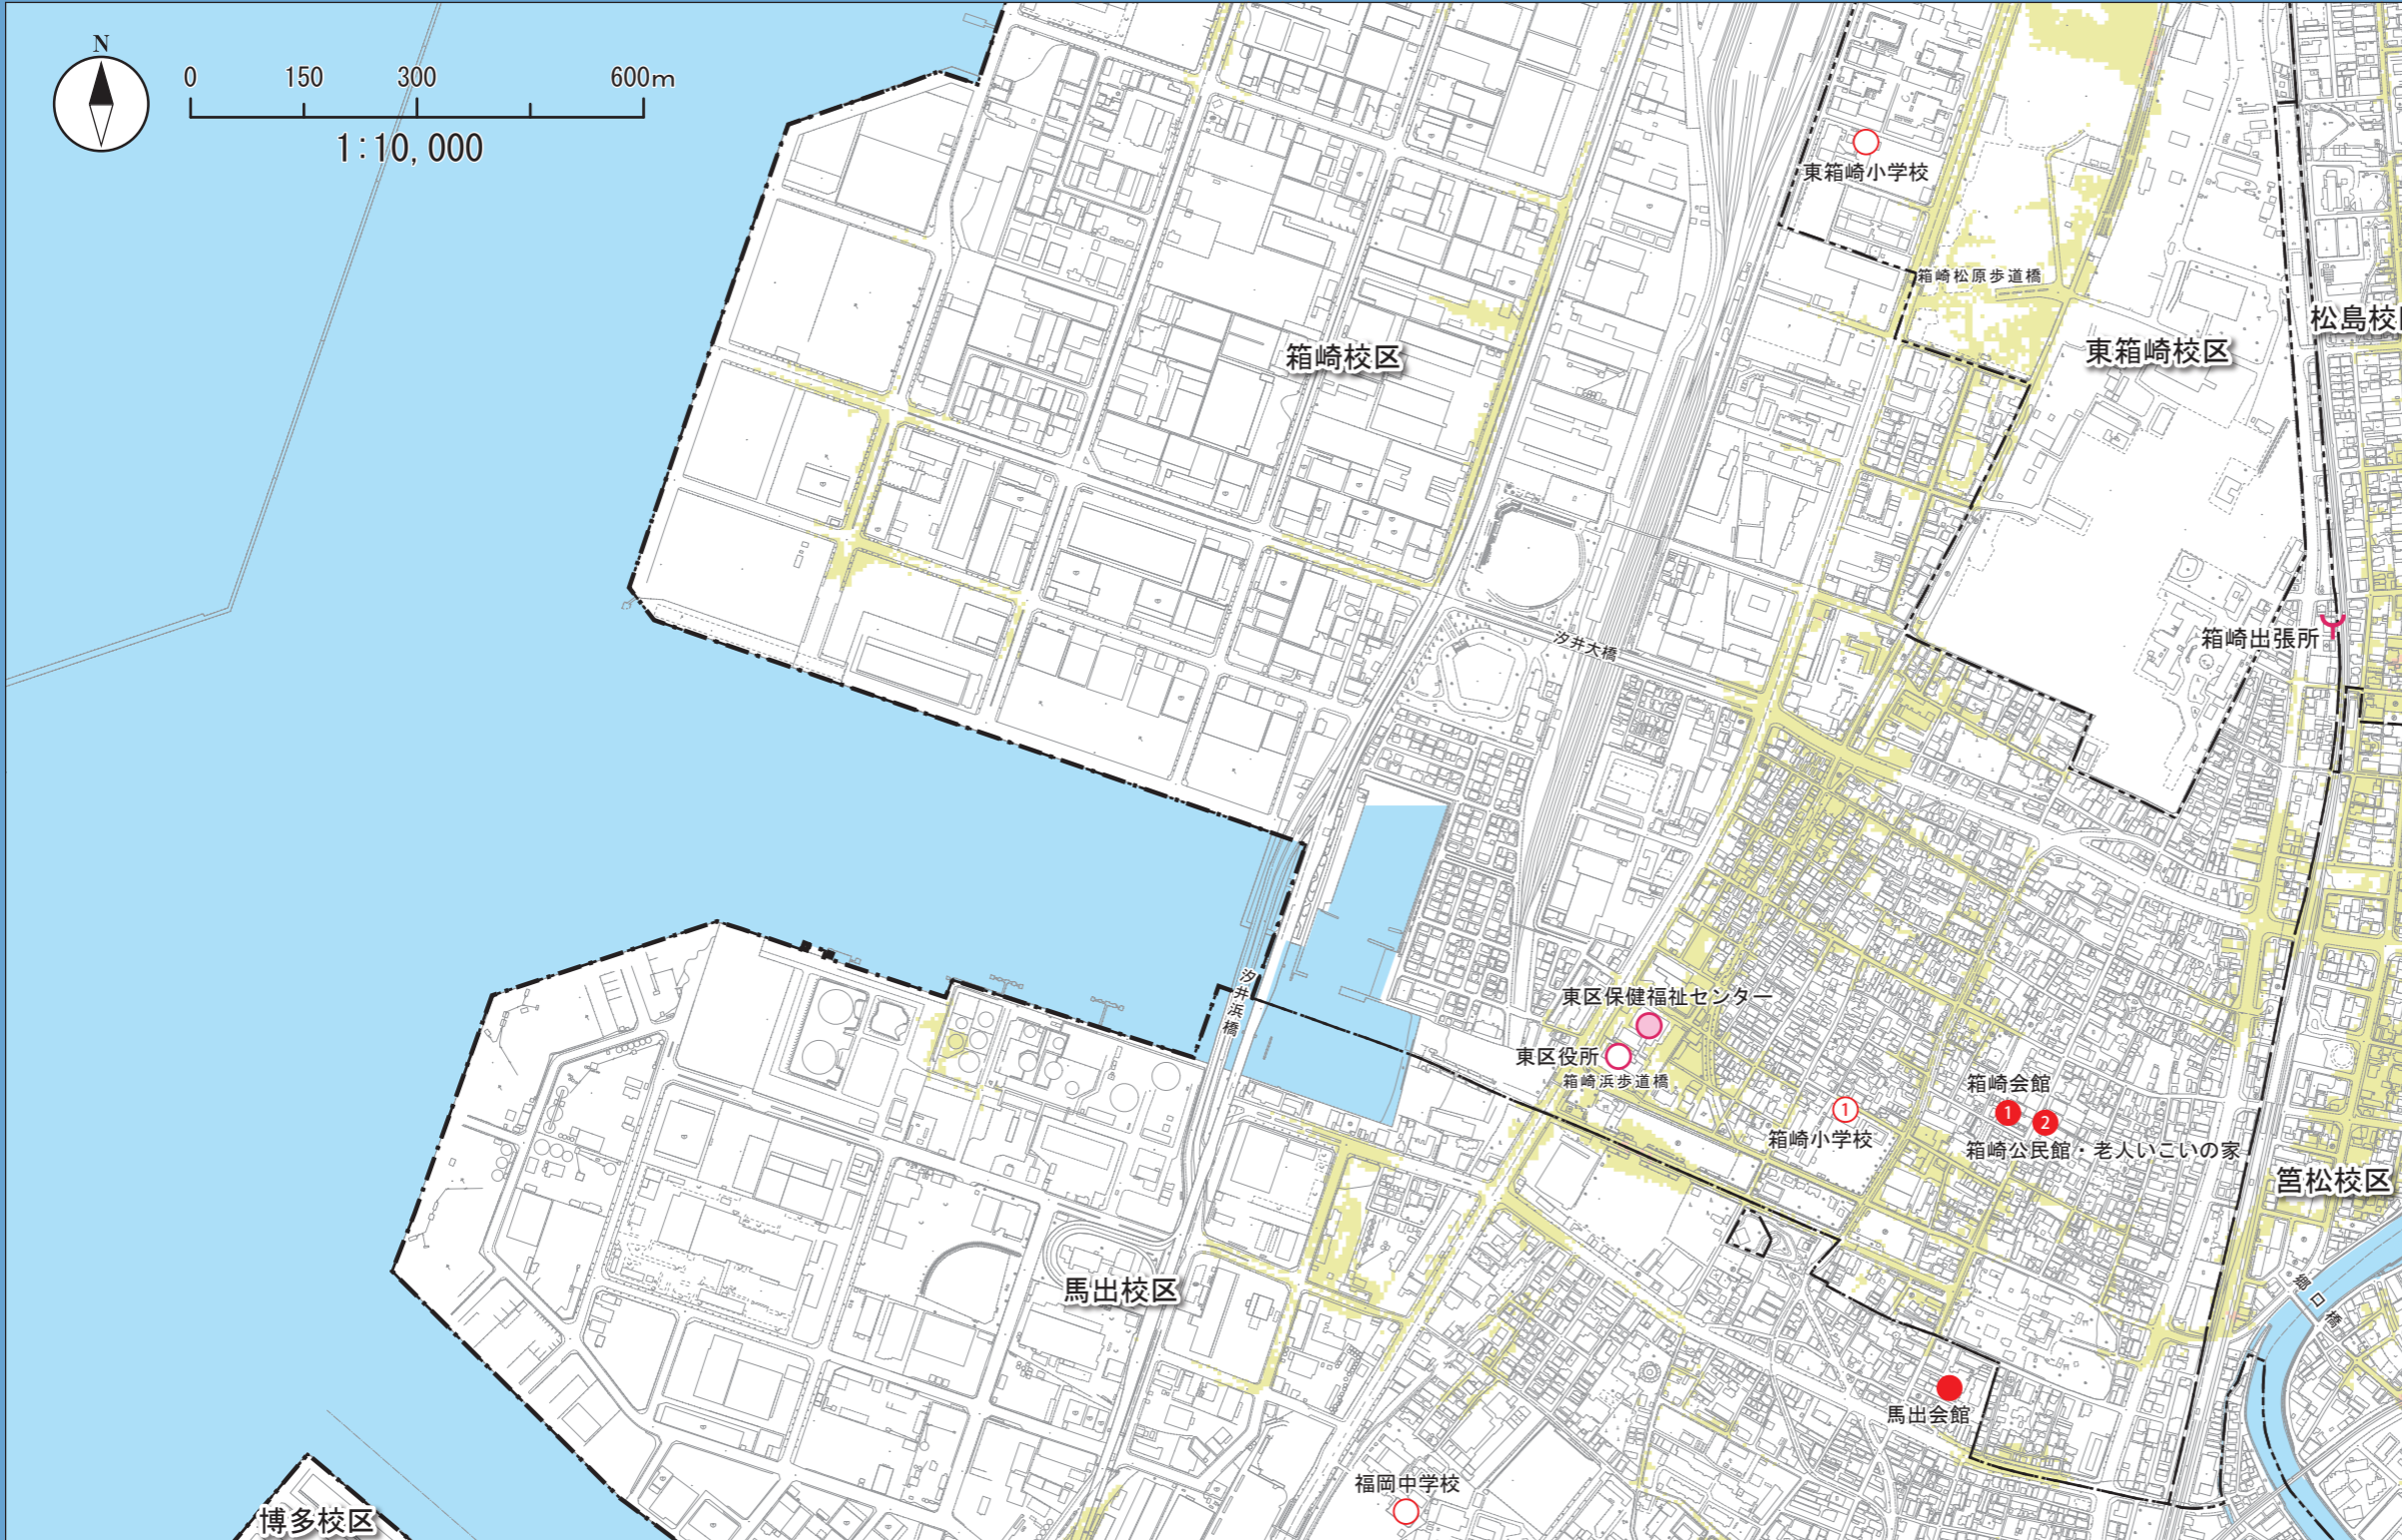 N
0 150 300 600m
1:10,000
東箱崎小学校
箱崎松原歩道橋
松島校
箱崎校区
東箱崎校区
箱崎出張所
汐井大橋
汐井浜橋
東区保健福祉センター
東区役所
箱崎浜歩道橋
箱崎会館
1
1
2
箱崎小学校
箱崎公民館・老人いこいの家
筥松校区
馬出校区
郷口橋
馬出会館
福岡中学校
博多校区